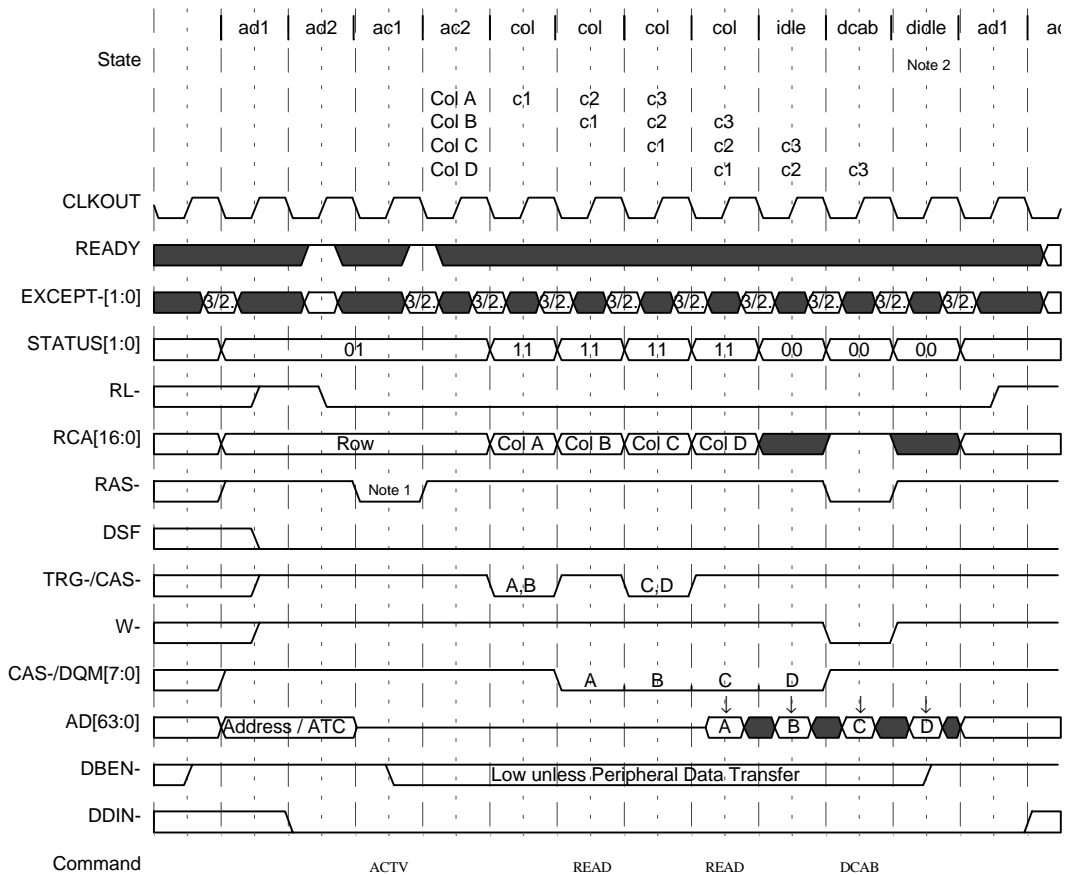 ad1 ad2 ac1 ac2 col col col col idle dcab didle ad1
State Note 2
Col A c1 c2 c3
Col B c1 c2 c3
Col C c1 c2 c3
Col D c1 c2 c3
CLKOUT
READY
EXCEPT-[1:0] 3/2. 3/2. 3/2. 3/2. 3/2. 3/2. 3/2. 3/2. 3/2. 3/2.
STATUS[1:0] 01 11 11 11 11 00 00 00
RL-
RCA[16:0] Row Col A Col B Col C Col D
RAS- Note 1
DSF
TRG-/CAS- A,B C,D
W-
CAS-/DQM[7:0] A B C D
AD[63:0] Address / ATC A B C D
DBEN- Low unless Peripheral Data Transfer
DDIN-
Command ACTV READ READ DCAB